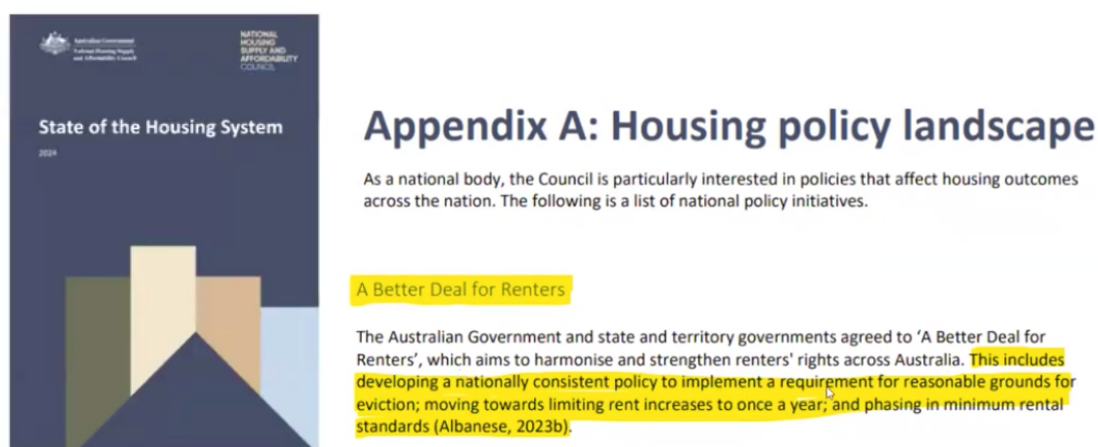 Australian Government
National Housing Supply
and Affordability Council
NATIONAL
HOUSING
SUPPLY AND
AFFORDABILITY
COUNCIL
State of the Housing System
2024
Appendix A: Housing policy landscape
As a national body, the Council is particularly interested in policies that affect housing outcomes
across the nation. The following is a list of national policy initiatives.
A Better Deal for Renters
The Australian Government and state and territory governments agreed to ‘A Better Deal for
Renters’, which aims to harmonise and strengthen renters' rights across Australia. This includes
developing a nationally consistent policy to implement a requirement for reasonable grounds for
eviction; moving towards limiting rent increases to once a year; and phasing in minimum rental
standards (Albanese, 2023b).